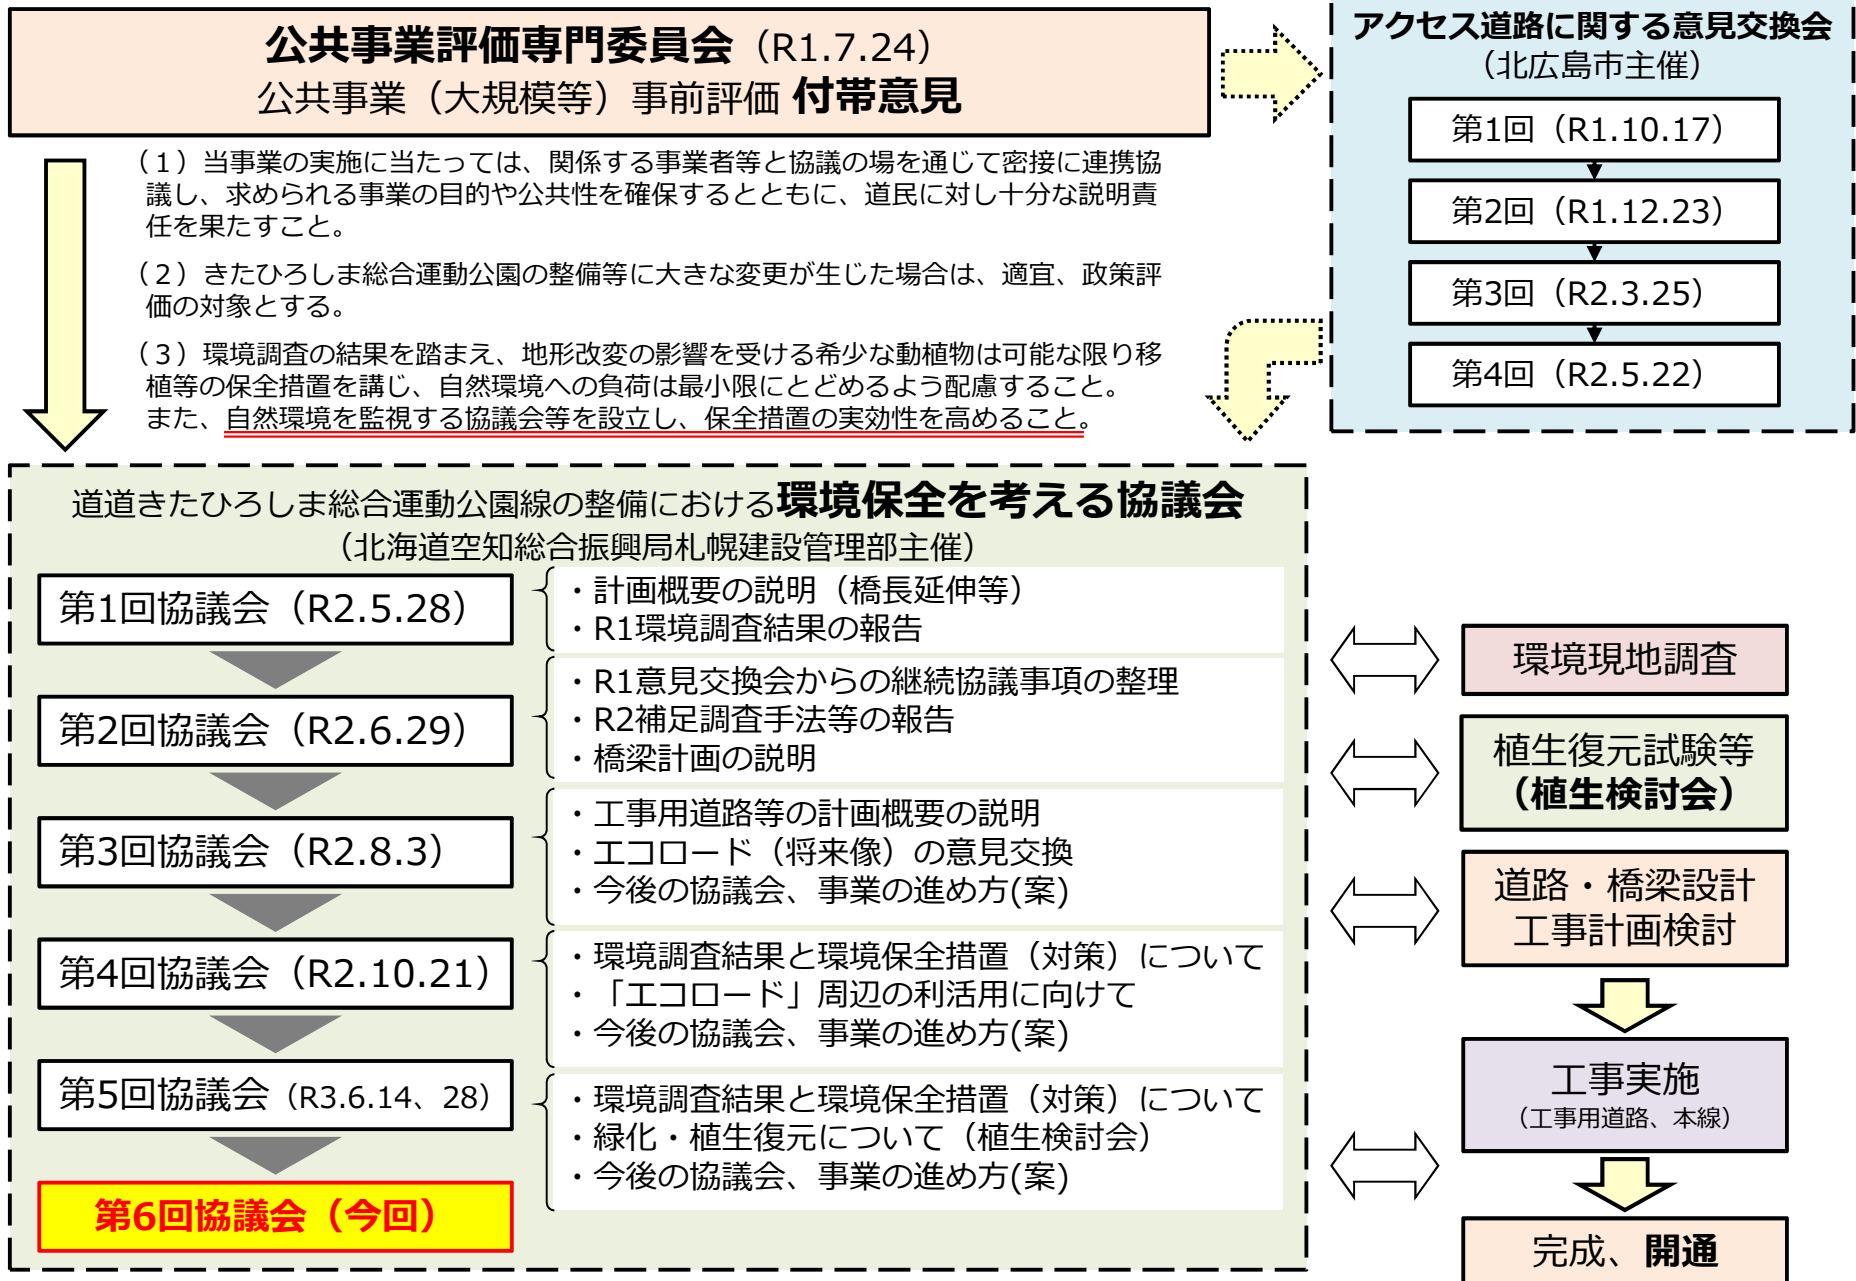 公共事業評価専門委員会（R1.7.24）
公共事業（大規模等）事前評価 付帯意見
（１）当事業の実施に当たっては、関係する事業者等と協議の場を通じて密接に連携協
議し、求められる事業の目的や公共性を確保するとともに、道民に対し十分な説明責
任を果たすこと。
（２）きたひろしま総合運動公園の整備等に大きな変更が生じた場合は、適宜、政策評
価の対象とする。
（３）環境調査の結果を踏まえ、地形改変の影響を受ける希少な動植物は可能な限り移
植等の保全措置を講じ、自然環境への負荷は最小限にとどめるよう配慮すること。
また、自然環境を監視する協議会等を設立し、保全措置の実効性を高めること。
アクセス道路に関する意見交換会
（北広島市主催）
第1回（R1.10.17）
第2回（R1.12.23）
第3回（R2.3.25）
第4回（R2.5.22）
道道きたひろしま総合運動公園線の整備における環境保全を考える協議会
（北海道空知総合振興局札幌建設管理部主催）
第1回協議会（R2.5.28）
・計画概要の説明（橋長延伸等）
・R1環境調査結果の報告
第2回協議会（R2.6.29）
・R1意見交換会からの継続協議事項の整理
・R2補足調査手法等の報告
・橋梁計画の説明
第3回協議会（R2.8.3）
・工事用道路等の計画概要の説明
・エコロード（将来像）の意見交換
・今後の協議会、事業の進め方(案)
第4回協議会（R2.10.21）
・環境調査結果と環境保全措置（対策）について
・「エコロード」周辺の利活用に向けて
・今後の協議会、事業の進め方(案)
第5回協議会（R3.6.14、28）
・環境調査結果と環境保全措置（対策）について
・緑化・植生復元について（植生検討会）
・今後の協議会、事業の進め方(案)
第6回協議会（今回）
環境現地調査
植生復元試験等
（植生検討会）
道路・橋梁設計
工事計画検討
工事実施
（工事用道路、本線）
完成、開通